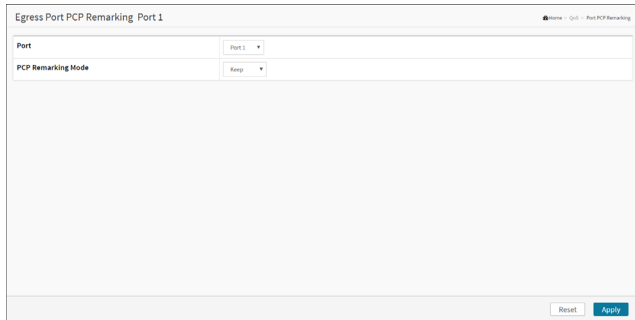 Egress Port PCP Remarking Port 1
Home - QoS - Port PCP Remarking
Port
Port 1
PCP Remarking Mode
Keep
Reset
Apply